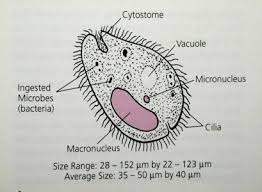 Cytostome
Vacuole
Micronucleus
Ingested
Microbes
(bacteria)
Cilia
Macronucleus
Size Range: 28 – 152 µm by 22 – 123 µm
Average Size: 35 – 50 µm by 40 µm